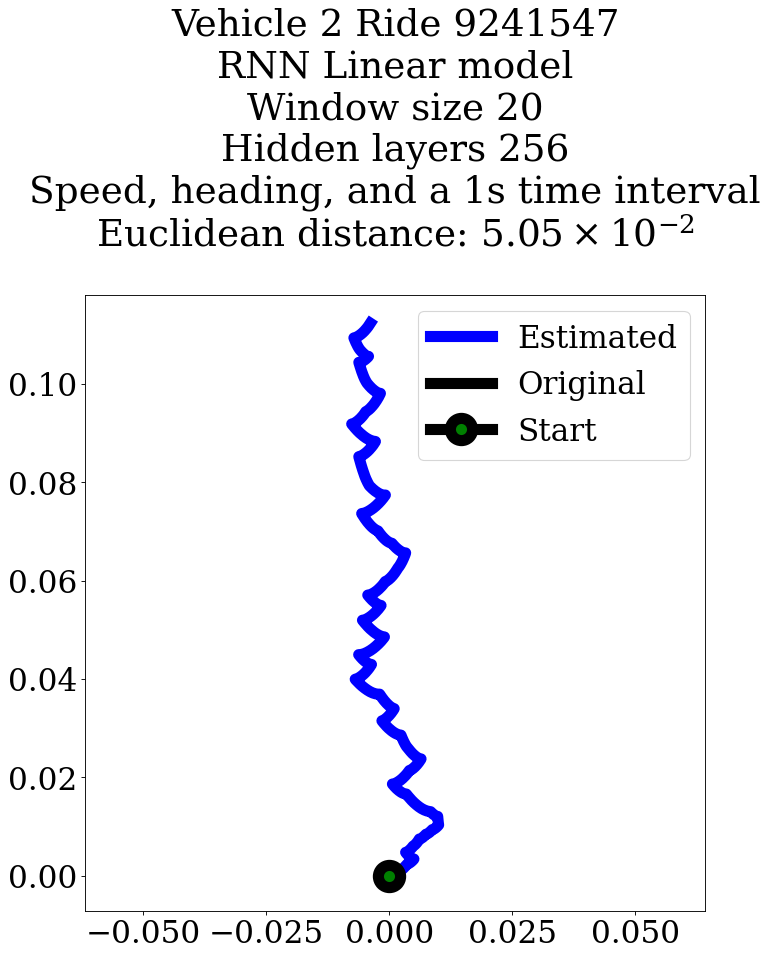 Vehicle 2 Ride 9241547
RNN Linear model
Window size 20
Hidden layers 256
Speed, heading, and a 1s time interval
Euclidean distance: 5.05 × 10⁻²
Estimated
Original
Start
0.10
0.08
0.06
0.04
0.02
0.00
−0.050 −0.025 0.000 0.025 0.050